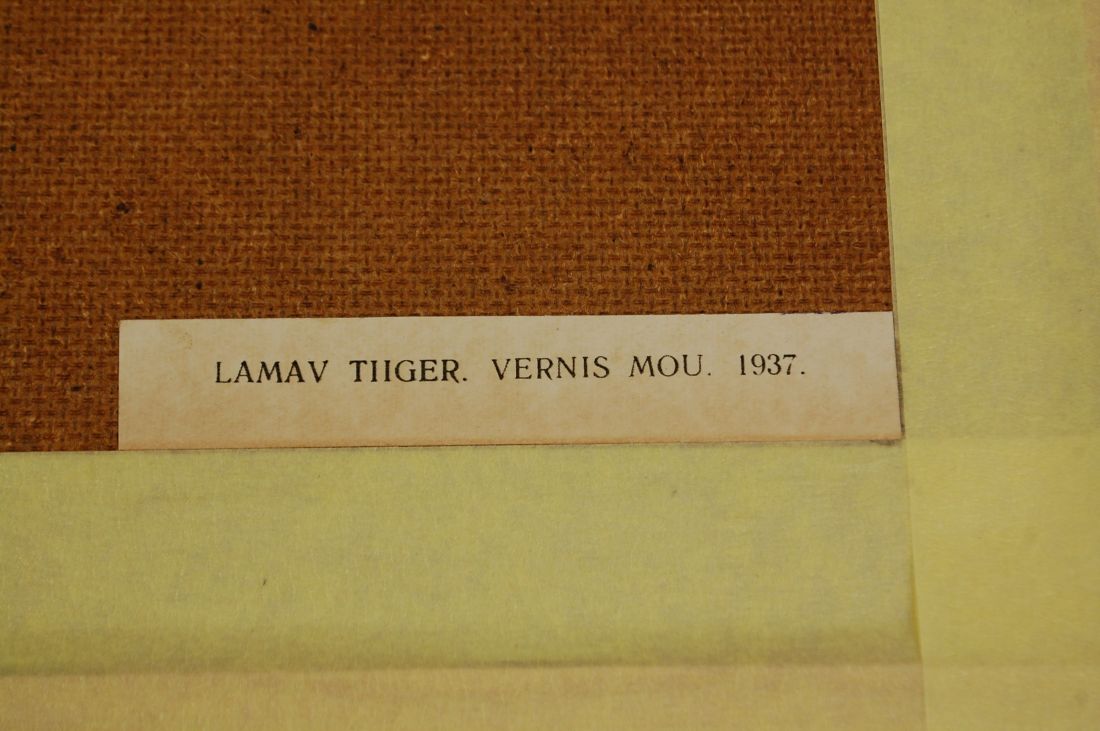 LAMAV TIIGER. VERNIS MOU. 1937.